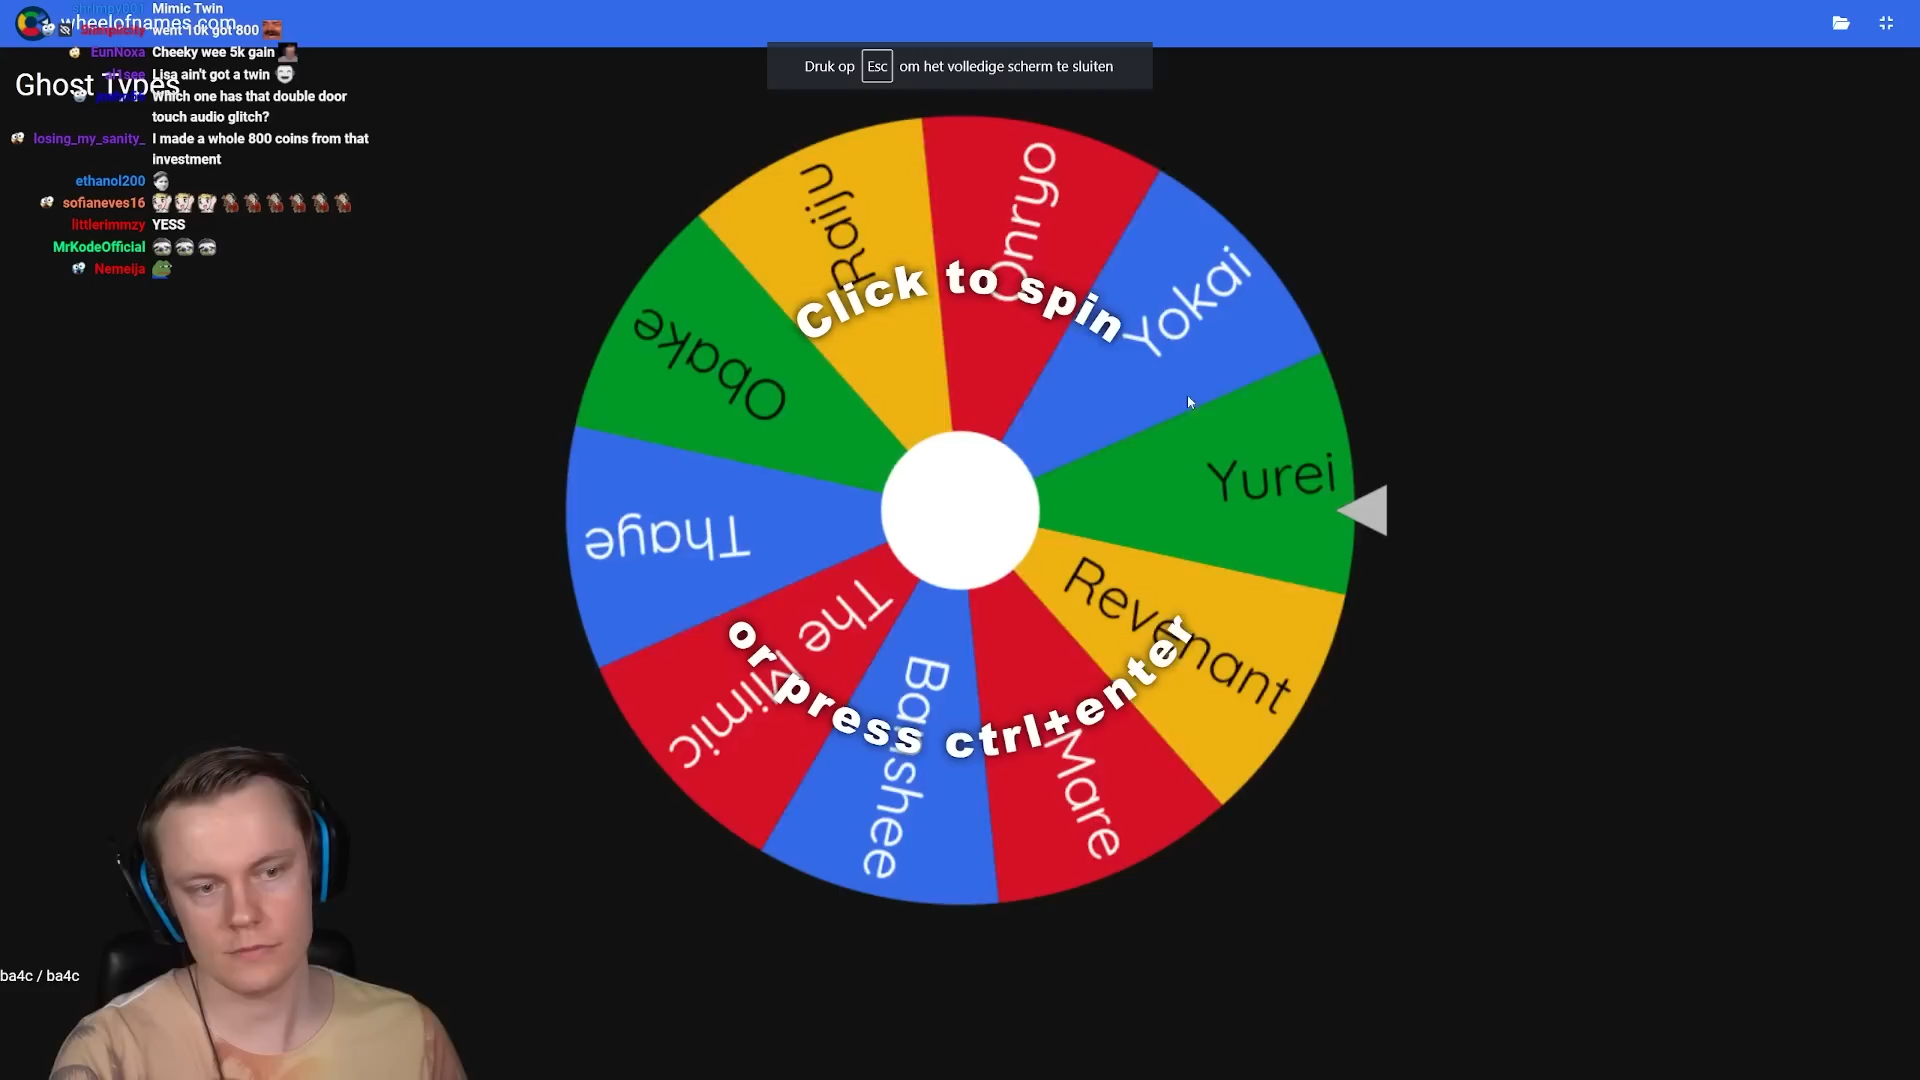 wheelofnames.com
Ghost Types
shrimpy001 Mimic Twin
went 10k got 800
EunNoxa Cheeky wee 5k gain
Lisa ain't got a twin
Which one has that double door
touch audio glitch?
losing_my_sanity_ I made a whole 800 coins from that
investment
ethanol200
sofianeves16
littlerimmzy YESS
MrKodeOfficial
Nemelja
Druk op Esc om het volledige scherm te sluiten
Click to spin
or press ctrl+enter
Raiju
Onryo
Yokai
Yurei
Revenant
Mare
Banshee
The Mimic
Thaye
Obake
ba4c / ba4c